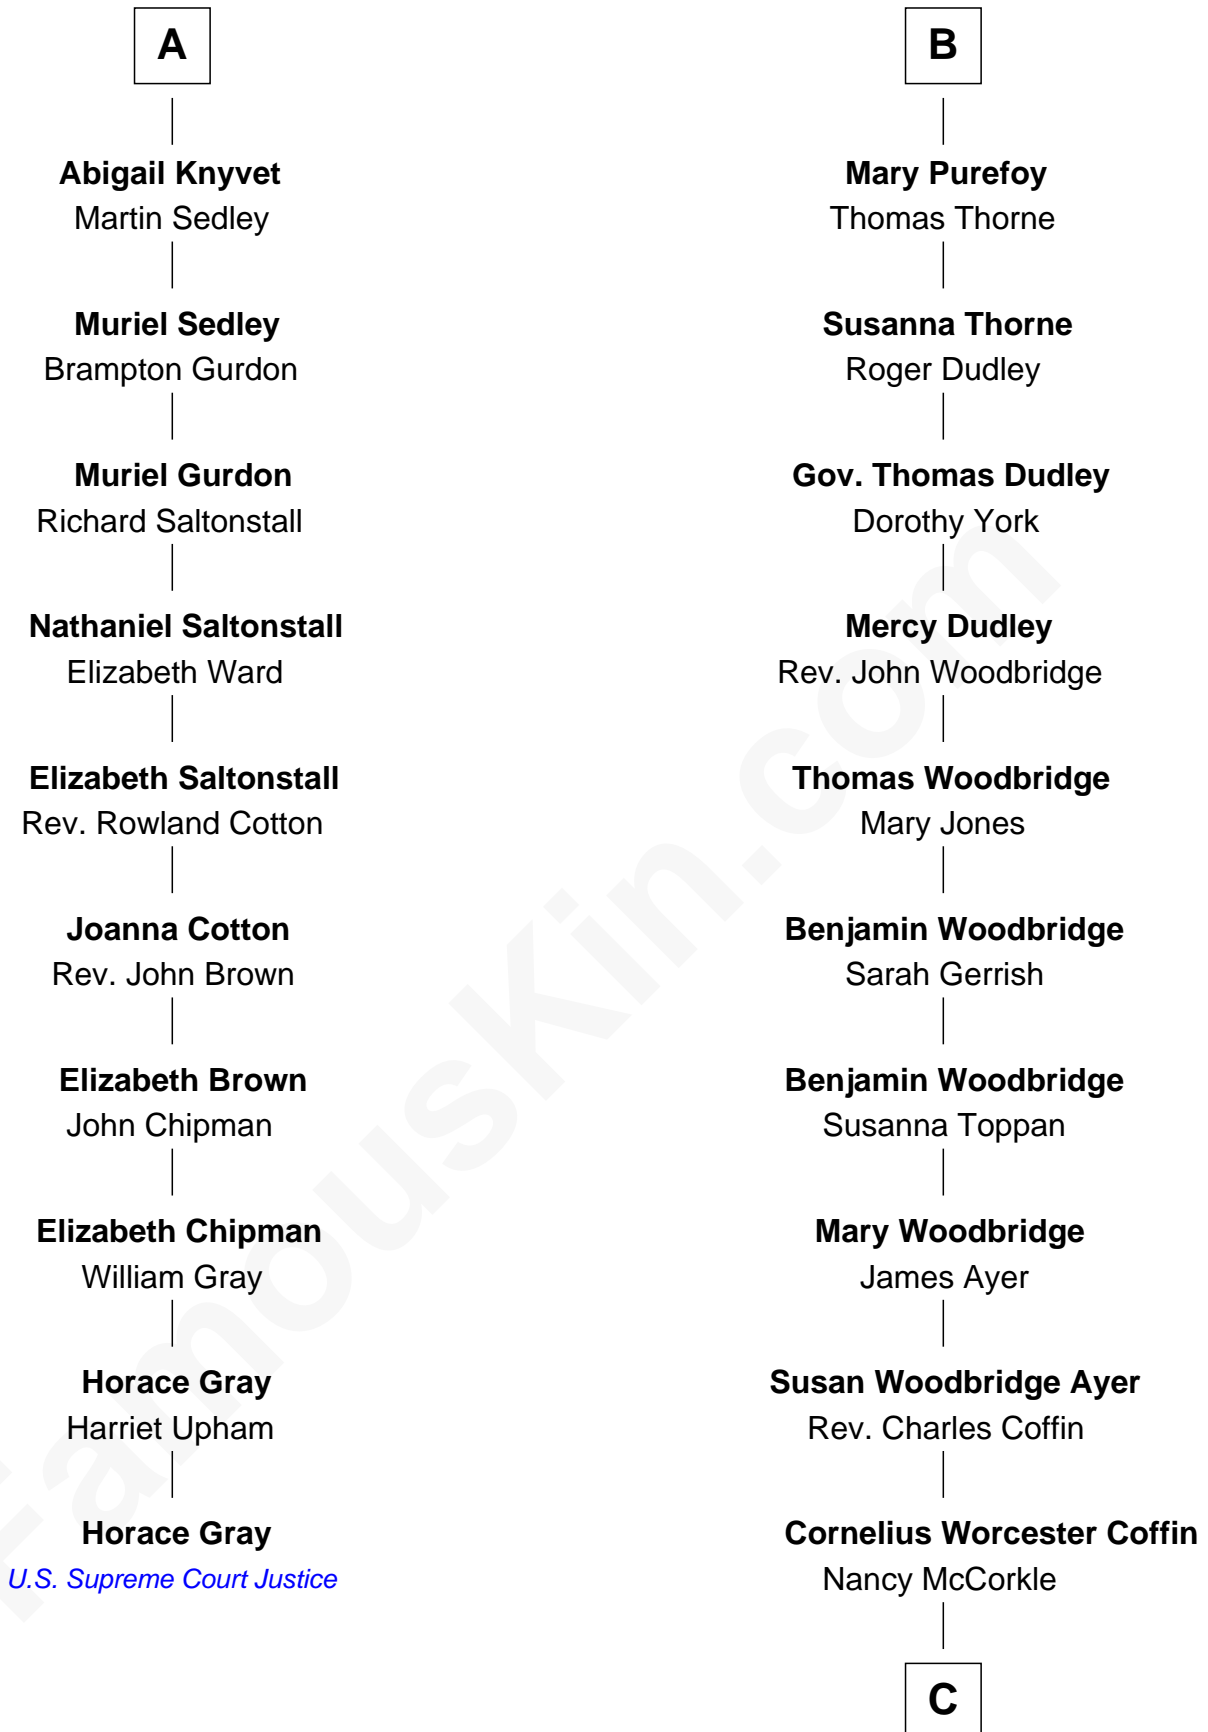 A
Abigail Knyvet
Martin Sedley
Muriel Sedley
Brampton Gurdon
Muriel Gurdon
Richard Saltonstall
Nathaniel Saltonstall
Elizabeth Ward
Elizabeth Saltonstall
Rev. Rowland Cotton
Joanna Cotton
Rev. John Brown
Elizabeth Brown
John Chipman
Elizabeth Chipman
William Gray
Horace Gray
Harriet Upham
Horace Gray
U.S. Supreme Court Justice
B
Mary Purefoy
Thomas Thorne
Susanna Thorne
Roger Dudley
Gov. Thomas Dudley
Dorothy York
Mercy Dudley
Rev. John Woodbridge
Thomas Woodbridge
Mary Jones
Benjamin Woodbridge
Sarah Gerrish
Benjamin Woodbridge
Susanna Toppan
Mary Woodbridge
James Ayer
Susan Woodbridge Ayer
Rev. Charles Coffin
Cornelius Worcester Coffin
Nancy McCorkle
C
FamousKin.com